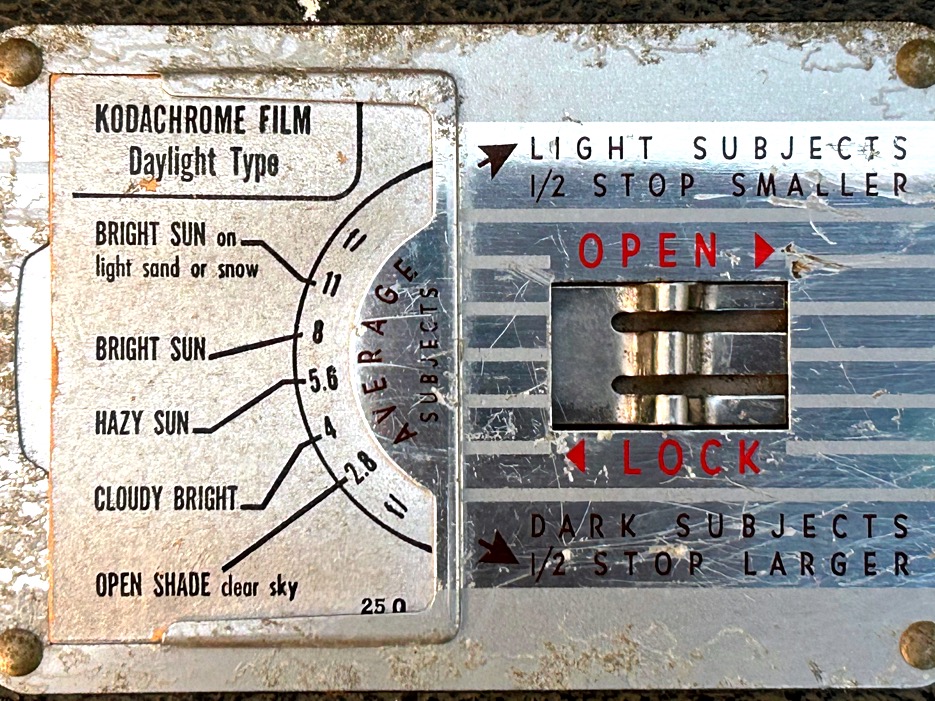 KODACHROME FILM
Daylight Type
BRIGHT SUN on
light sand or snow
BRIGHT SUN
HAZY SUN
CLOUDY BRIGHT
OPEN SHADE clear sky
f/
11
8
5.6
4
2.8
f/
25 0
AVERAGE
SUBJECTS
LIGHT SUBJECTS
1/2 STOP SMALLER
OPEN
LOCK
DARK SUBJECTS
1/2 STOP LARGER